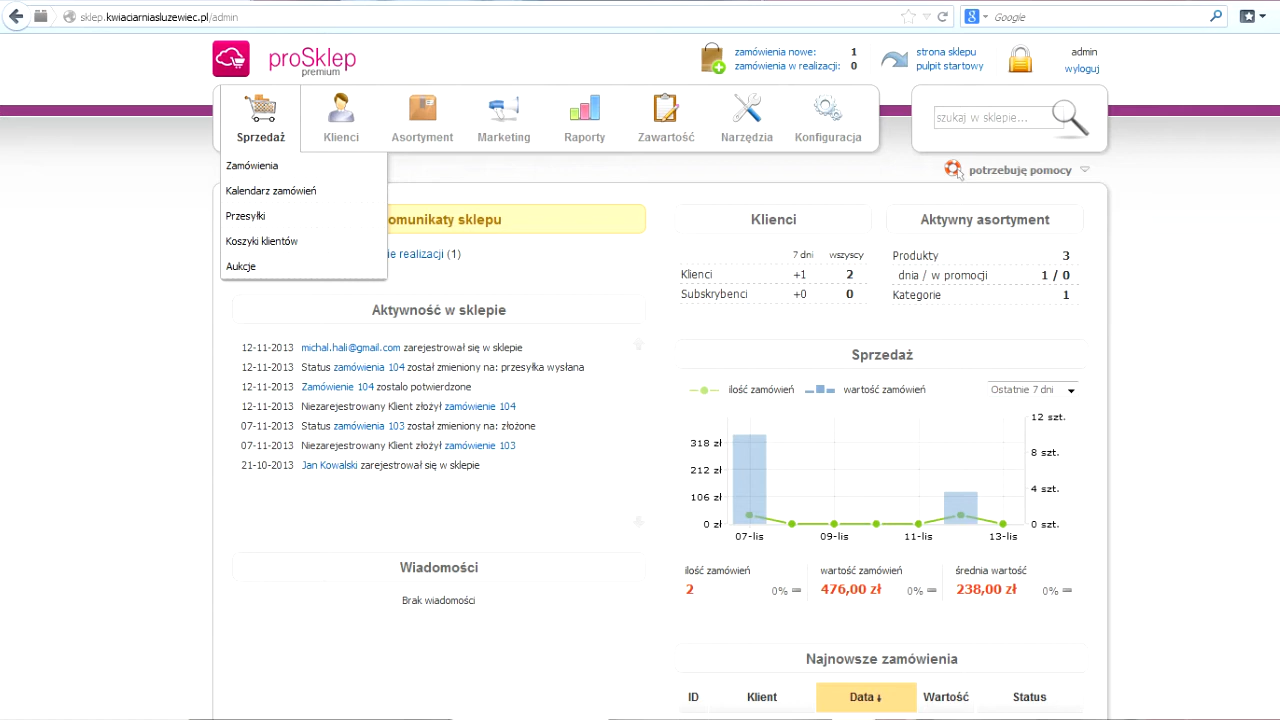 sklep.kwiaciarniasluzewiec.pl/admin
Google
proSklep
premium
zamówienia nowe: 1
zamówienia w realizacji: 0
strona sklepu
pulpit startowy
admin
wyloguj
Sprzedaż
Klienci
Asortyment
Marketing
Raporty
Zawartość
Narzędzia
Konfiguracja
szukaj w sklepie...
potrzebuję pomocy
Zamówienia
Kalendarz zamówień
Przesyłki
Koszyki klientów
Aukcje
omunikaty sklepu
ie realizacji (1)
Aktywność w sklepie
12-11-2013 michal.hali@gmail.com zarejestrował się w sklepie
12-11-2013 Status zamówienia 104 został zmieniony na: przesyłka wysłana
12-11-2013 Zamówienie 104 zostało potwierdzone
12-11-2013 Niezarejestrowany Klient złożył zamówienie 104
07-11-2013 Status zamówienia 103 został zmieniony na: złożone
07-11-2013 Niezarejestrowany Klient złożył zamówienie 103
21-10-2013 Jan Kowalski zarejestrował się w sklepie
Wiadomości
Brak wiadomości
Klienci
7 dni wszyscy
Klienci +1 2
Subskrybenci +0 0
Aktywny asortyment
Produkty 3
dnia / w promocji 1 / 0
Kategorie 1
Sprzedaż
ilość zamówień wartość zamówień
Ostatnie 7 dni
318 zł
212 zł
106 zł
0 zł
12 szt.
8 szt.
4 szt.
0 szt.
07-lis 09-lis 11-lis 13-lis
ilość zamówień
2 0% =
wartość zamówień
476,00 zł 0% =
średnia wartość
238,00 zł 0% =
Najnowsze zamówienia
ID Klient Data Wartość Status